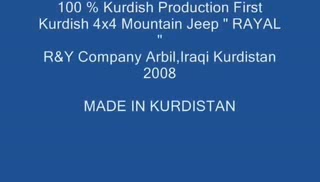 100 % Kurdish Production First
Kurdish 4x4 Mountain Jeep " RAYAL
"
R&Y Company Arbil,Iraqi Kurdistan
2008
MADE IN KURDISTAN